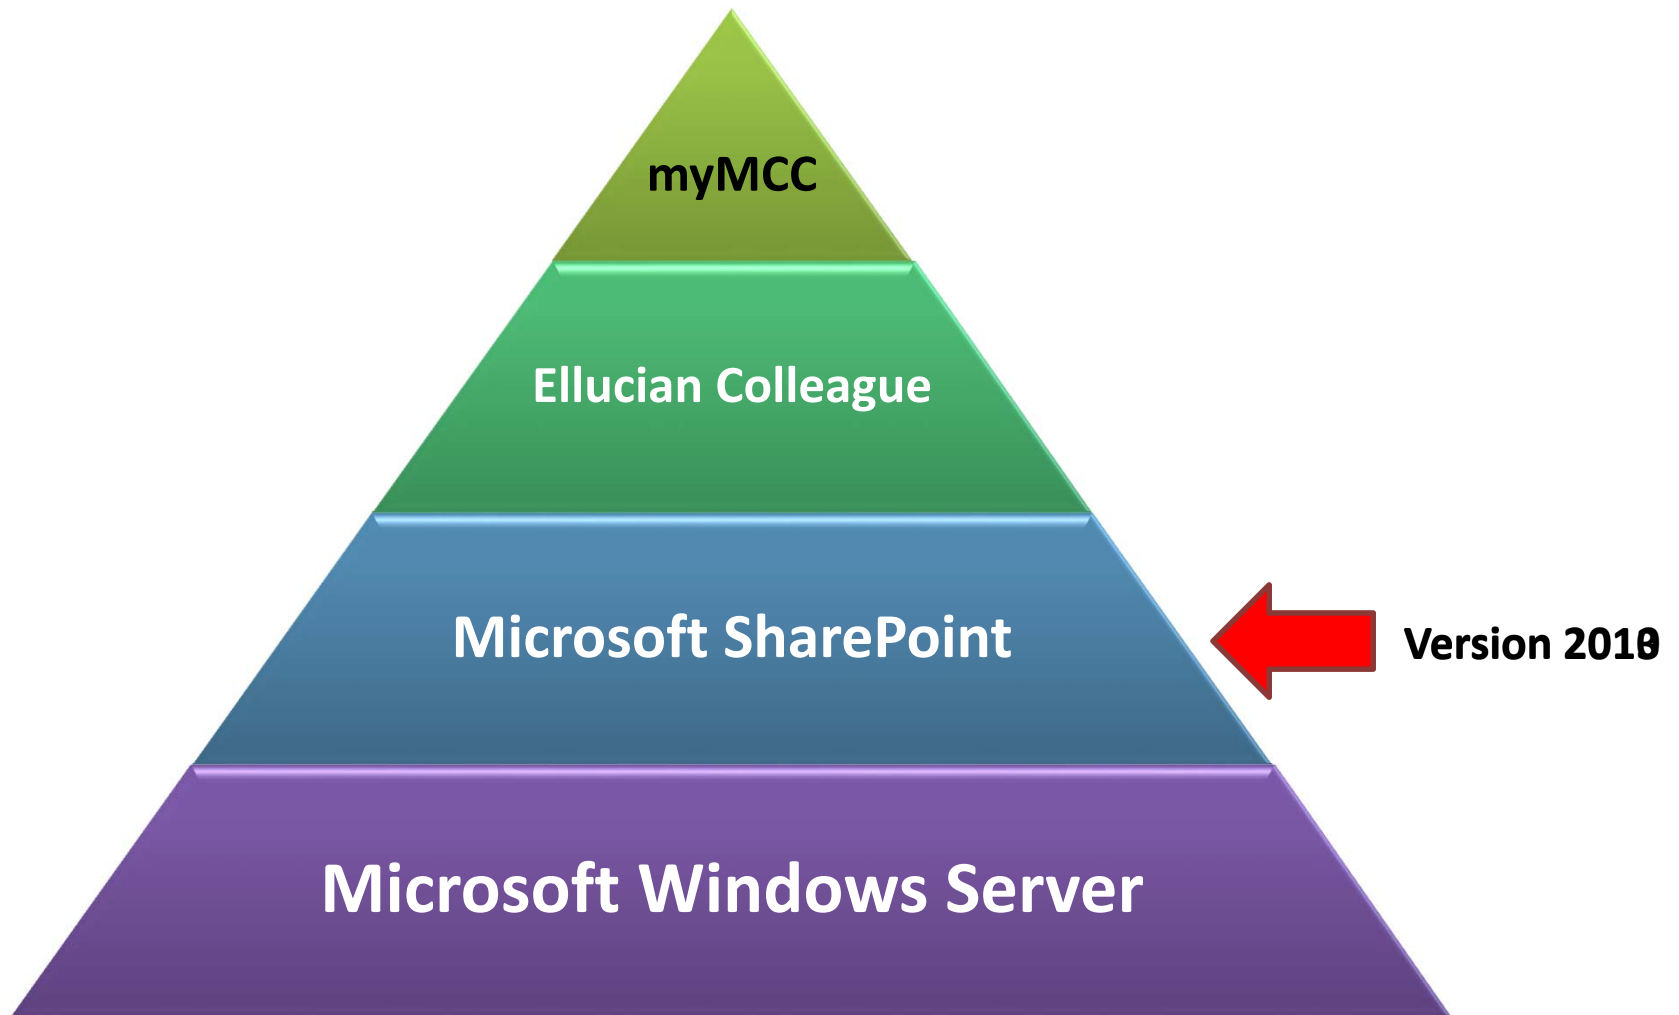 myMCC
Ellucian Colleague
Microsoft SharePoint
Version
Microsoft Windows Server